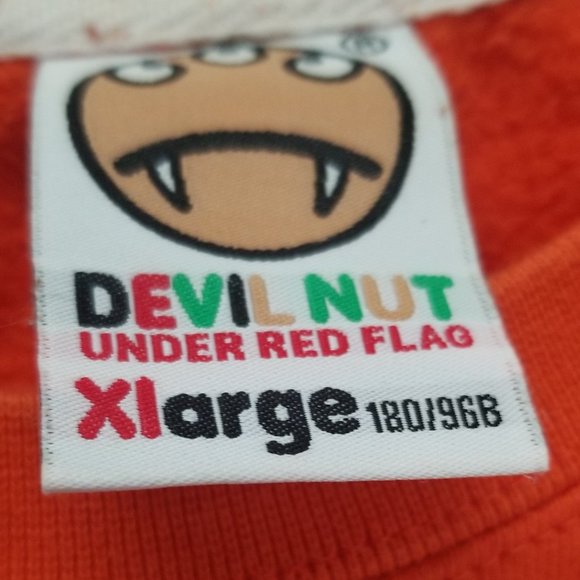 ®
DEVIL NUT
UNDER RED FLAG
Xlarge 180/96B